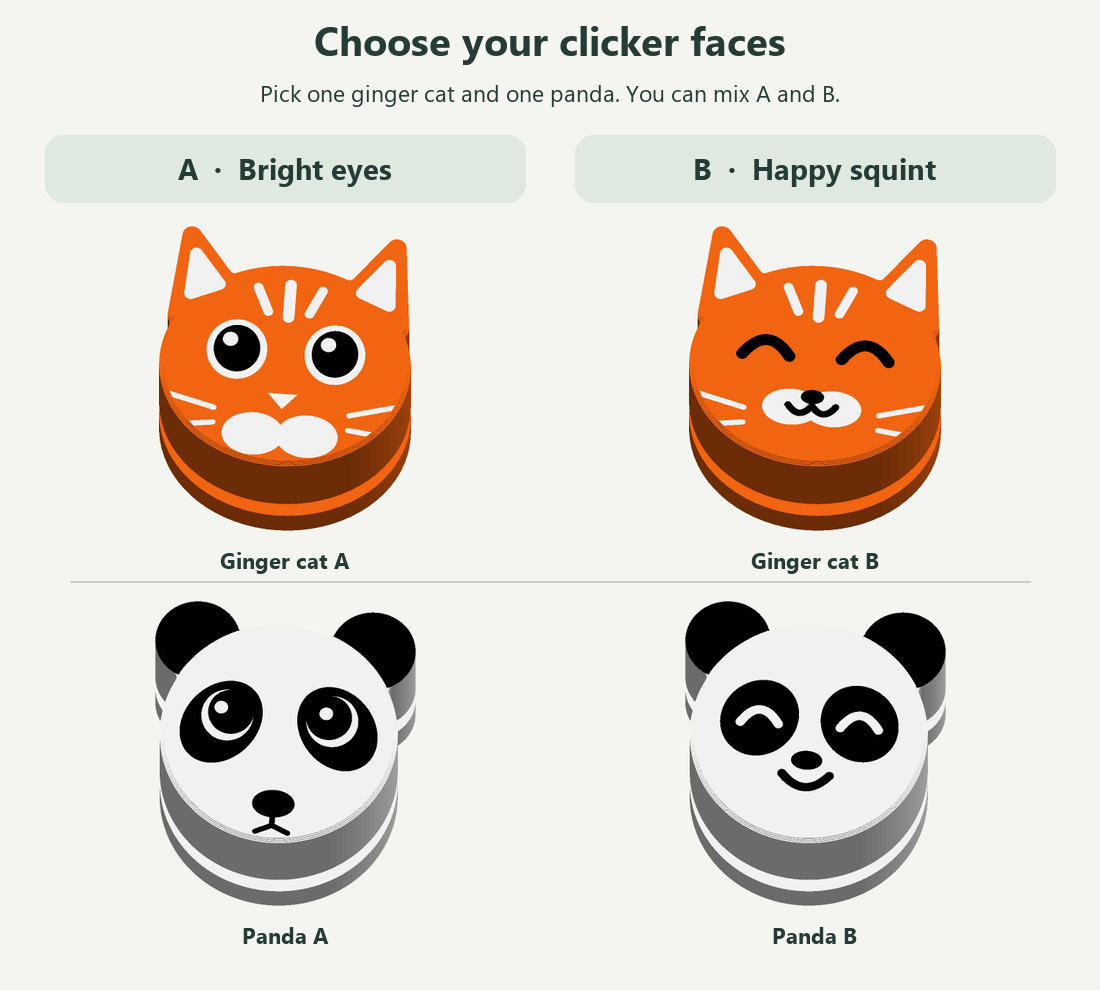 Choose your clicker faces
Pick one ginger cat and one panda. You can mix A and B.
A · Bright eyes
B · Happy squint
Ginger cat A
Ginger cat B
Panda A
Panda B